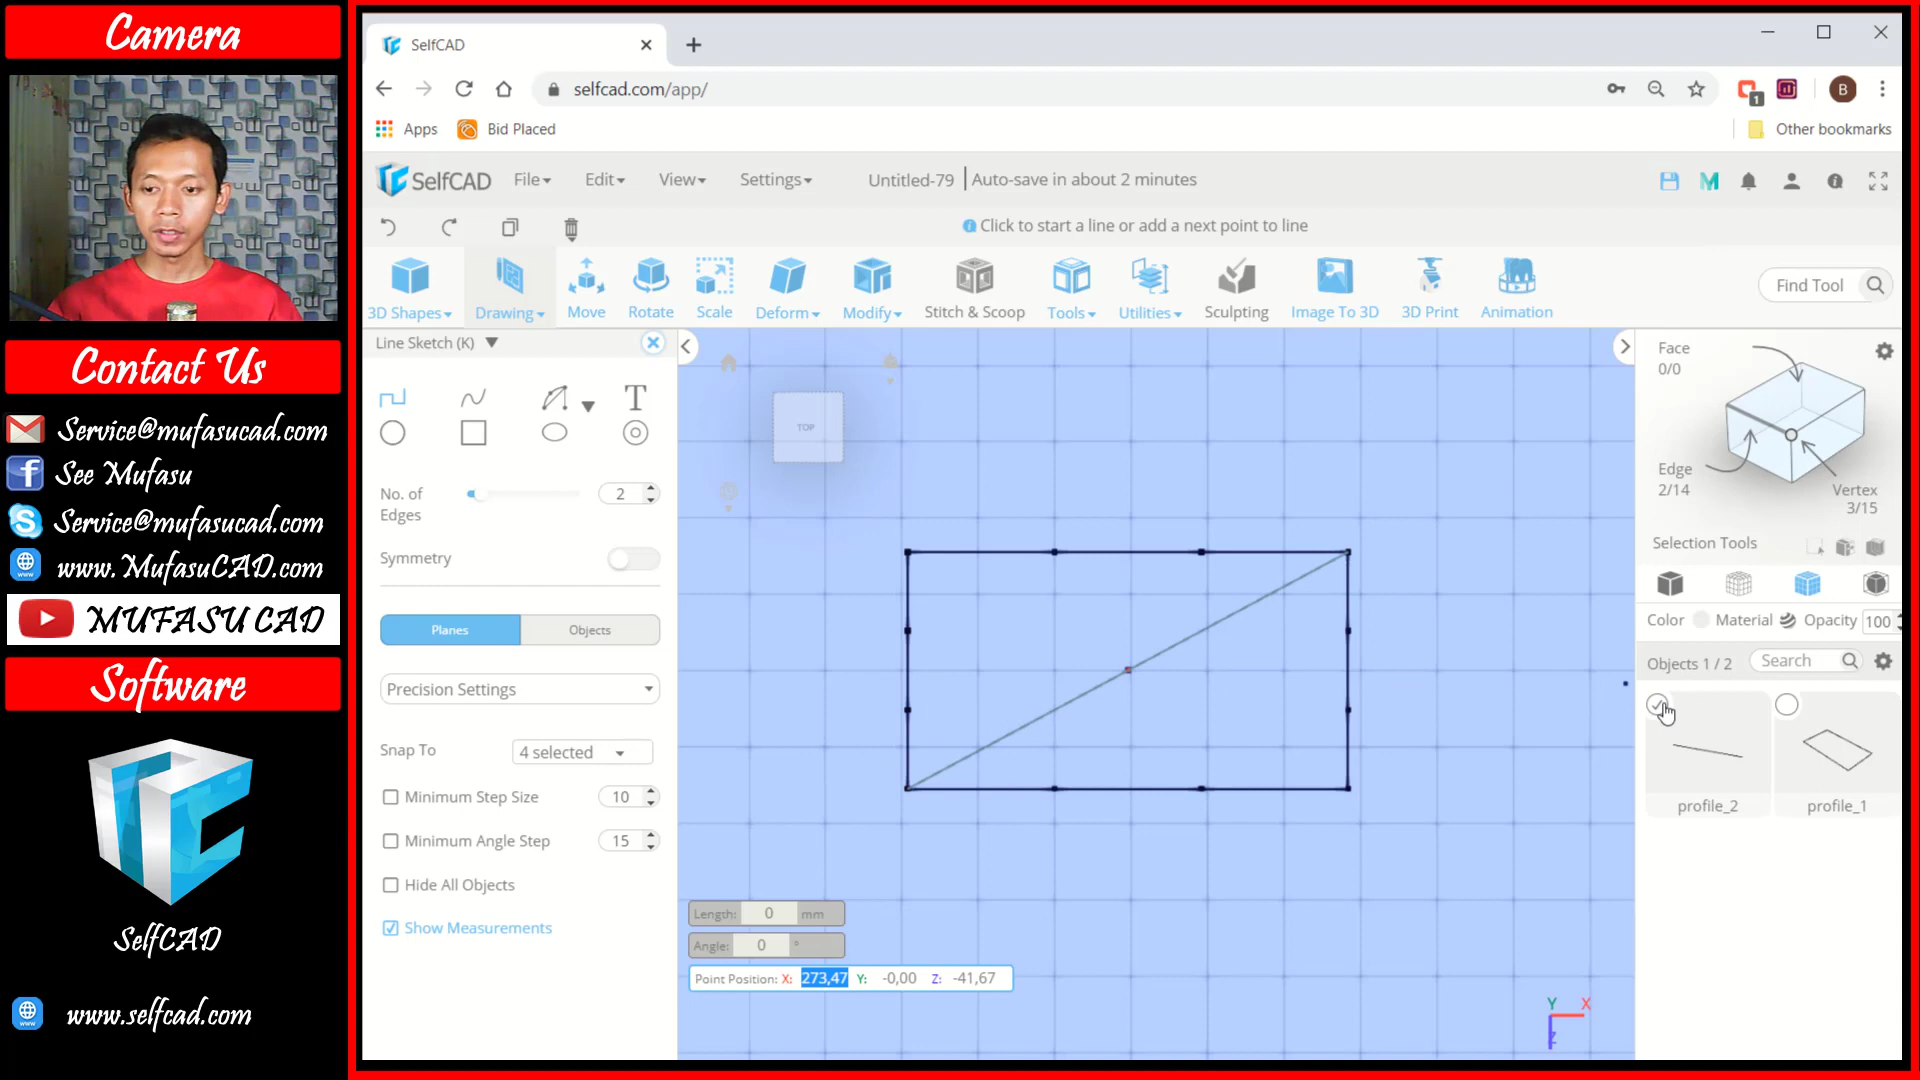 Camera
Contact Us
Service@mufasucad.com
See Mufasu
Service@mufasucad.com
www.MufasuCAD.com
MUFASU CAD
Software
SelfCAD
www.selfcad.com
SelfCAD
selfcad.com/app/
B
1
Apps
Bid Placed
Other bookmarks
SelfCAD
File
Edit
View
Settings
Untitled-79
Auto-save in about 2 minutes
Click to start a line or add a next point to line
3D Shapes
Drawing
Move
Rotate
Scale
Deform
Modify
Stitch & Scoop
Tools
Utilities
Sculpting
Image To 3D
3D Print
Animation
Find Tool
Line Sketch (K)
T
No. of
Edges
2
Symmetry
Planes
Objects
Precision Settings
Snap To
4 selected
Minimum Step Size
10
Minimum Angle Step
15
Hide All Objects
Show Measurements
TOP
Length: 0 mm
Angle: 0 °
Point Position: X: 273,47 Y: -0,00 Z: -41,67
Y X
Z
Face
0/0
Edge
2/14
Vertex
3/15
Selection Tools
Color
Material
Opacity
100
Objects 1 / 2
Search
profile_2
profile_1